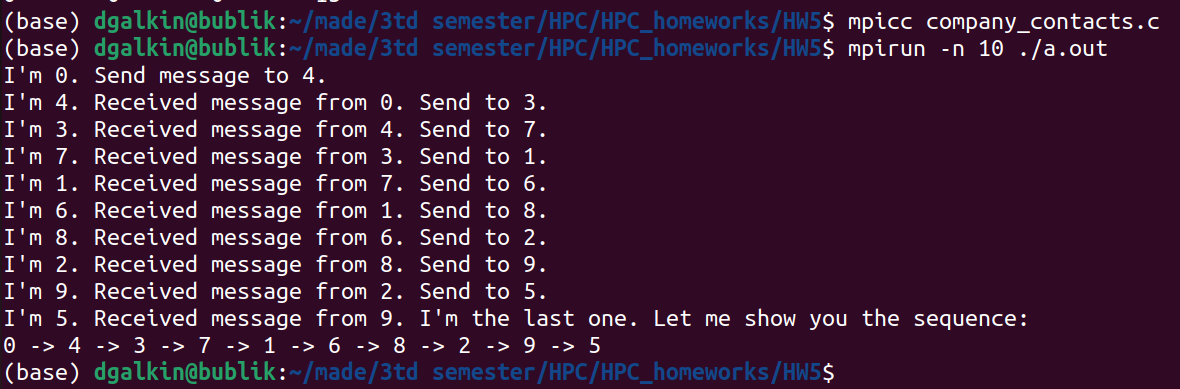 (base) dgalkin@bublik:~/made/3td semester/HPC/HPC_homeworks/HW5$ mpicc company_contacts.c
(base) dgalkin@bublik:~/made/3td semester/HPC/HPC_homeworks/HW5$ mpirun -n 10 ./a.out
I'm 0. Send message to 4.
I'm 4. Received message from 0. Send to 3.
I'm 3. Received message from 4. Send to 7.
I'm 7. Received message from 3. Send to 1.
I'm 1. Received message from 7. Send to 6.
I'm 6. Received message from 1. Send to 8.
I'm 8. Received message from 6. Send to 2.
I'm 2. Received message from 8. Send to 9.
I'm 9. Received message from 2. Send to 5.
I'm 5. Received message from 9. I'm the last one. Let me show you the sequence:
0 -> 4 -> 3 -> 7 -> 1 -> 6 -> 8 -> 2 -> 9 -> 5
(base) dgalkin@bublik:~/made/3td semester/HPC/HPC_homeworks/HW5$